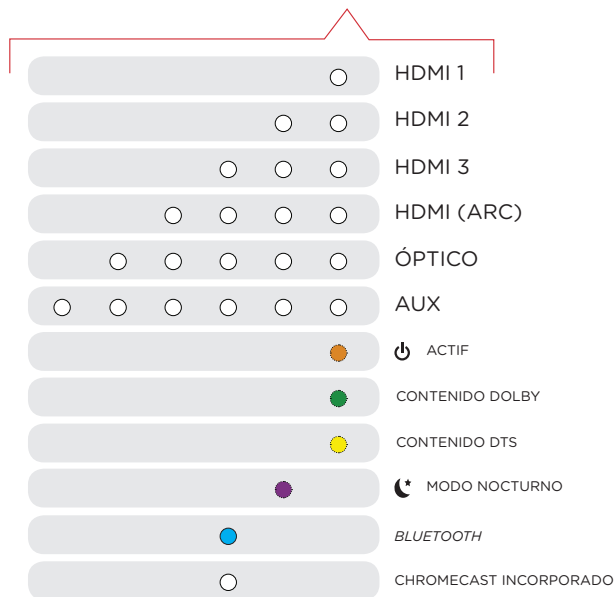 HDMI 1
HDMI 2
HDMI 3
HDMI (ARC)
ÓPTICO
AUX
ACTIF
CONTENIDO DOLBY
CONTENIDO DTS
MODO NOCTURNO
BLUETOOTH
CHROMECAST INCORPORADO